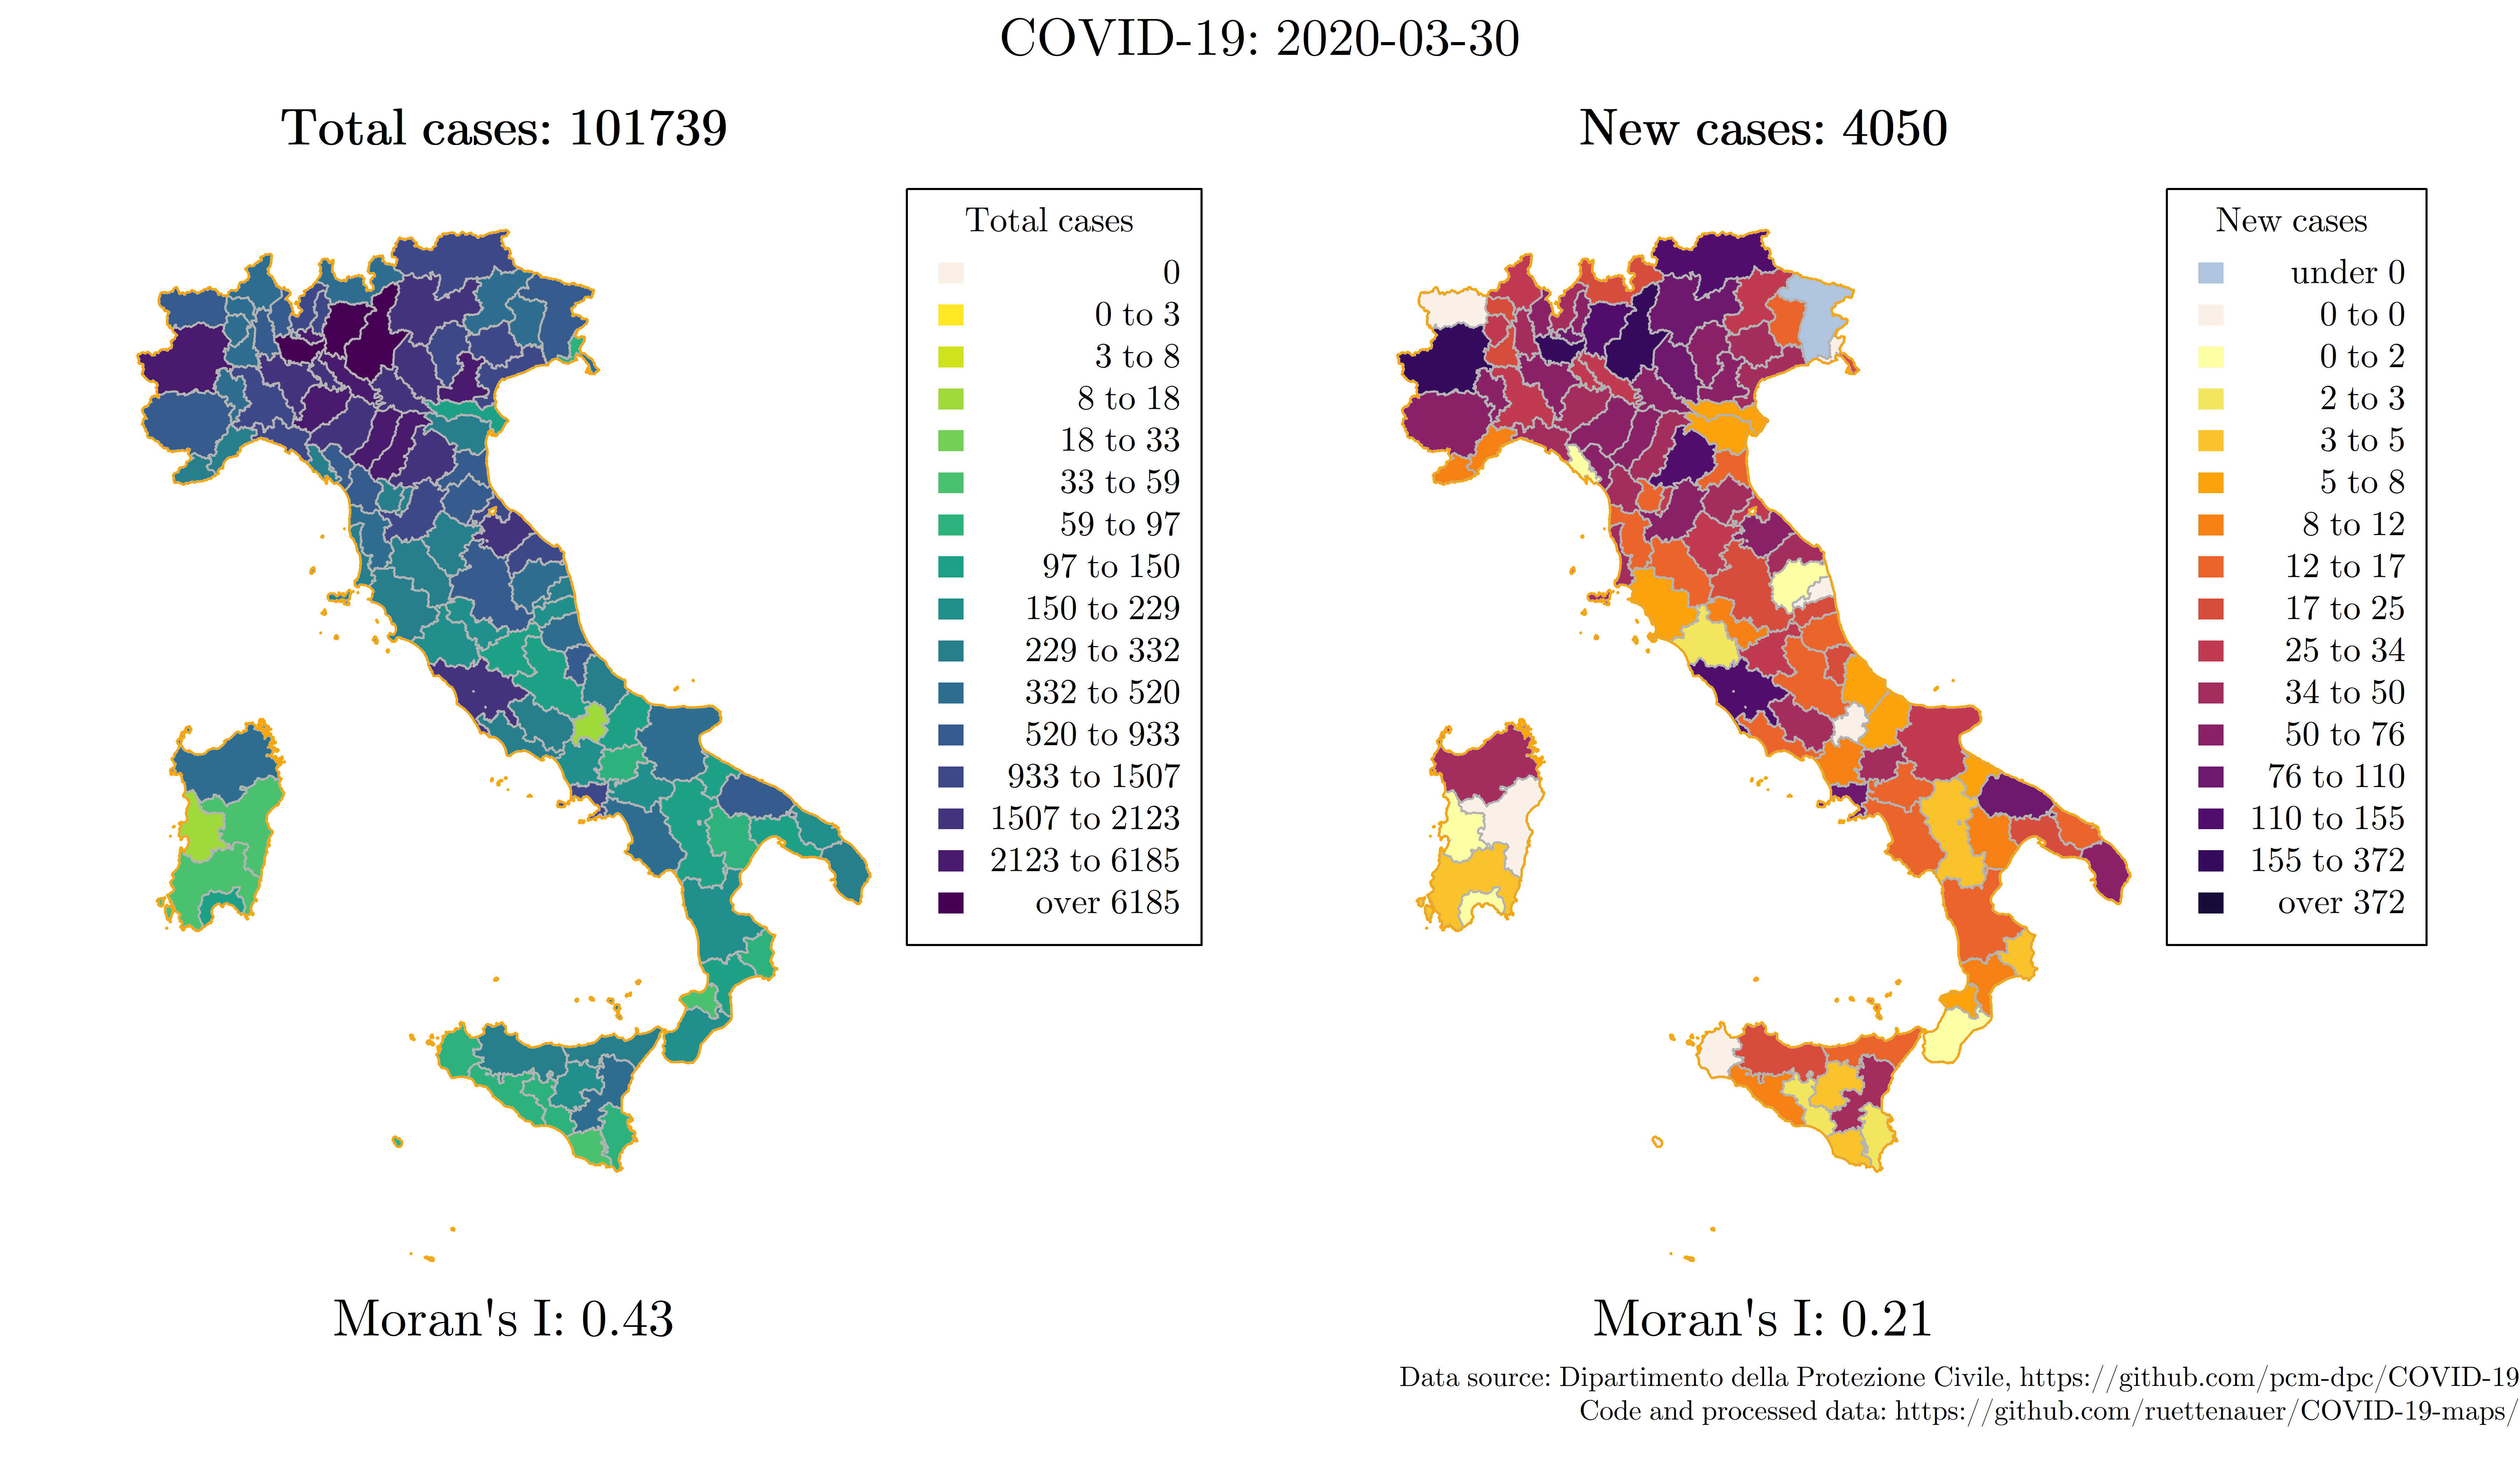 COVID-19: 2020-03-30
Total cases: 101739
Total cases
0
0 to 3
3 to 8
8 to 18
18 to 33
33 to 59
59 to 97
97 to 150
150 to 229
229 to 332
332 to 520
520 to 933
933 to 1507
1507 to 2123
2123 to 6185
over 6185
Moran's I: 0.43
New cases: 4050
New cases
under 0
0 to 0
0 to 2
2 to 3
3 to 5
5 to 8
8 to 12
12 to 17
17 to 25
25 to 34
34 to 50
50 to 76
76 to 110
110 to 155
155 to 372
over 372
Moran's I: 0.21
Data source: Dipartimento della Protezione Civile, https://github.com/pcm-dpc/COVID-19
Code and processed data: https://github.com/ruettenauer/COVID-19-maps/